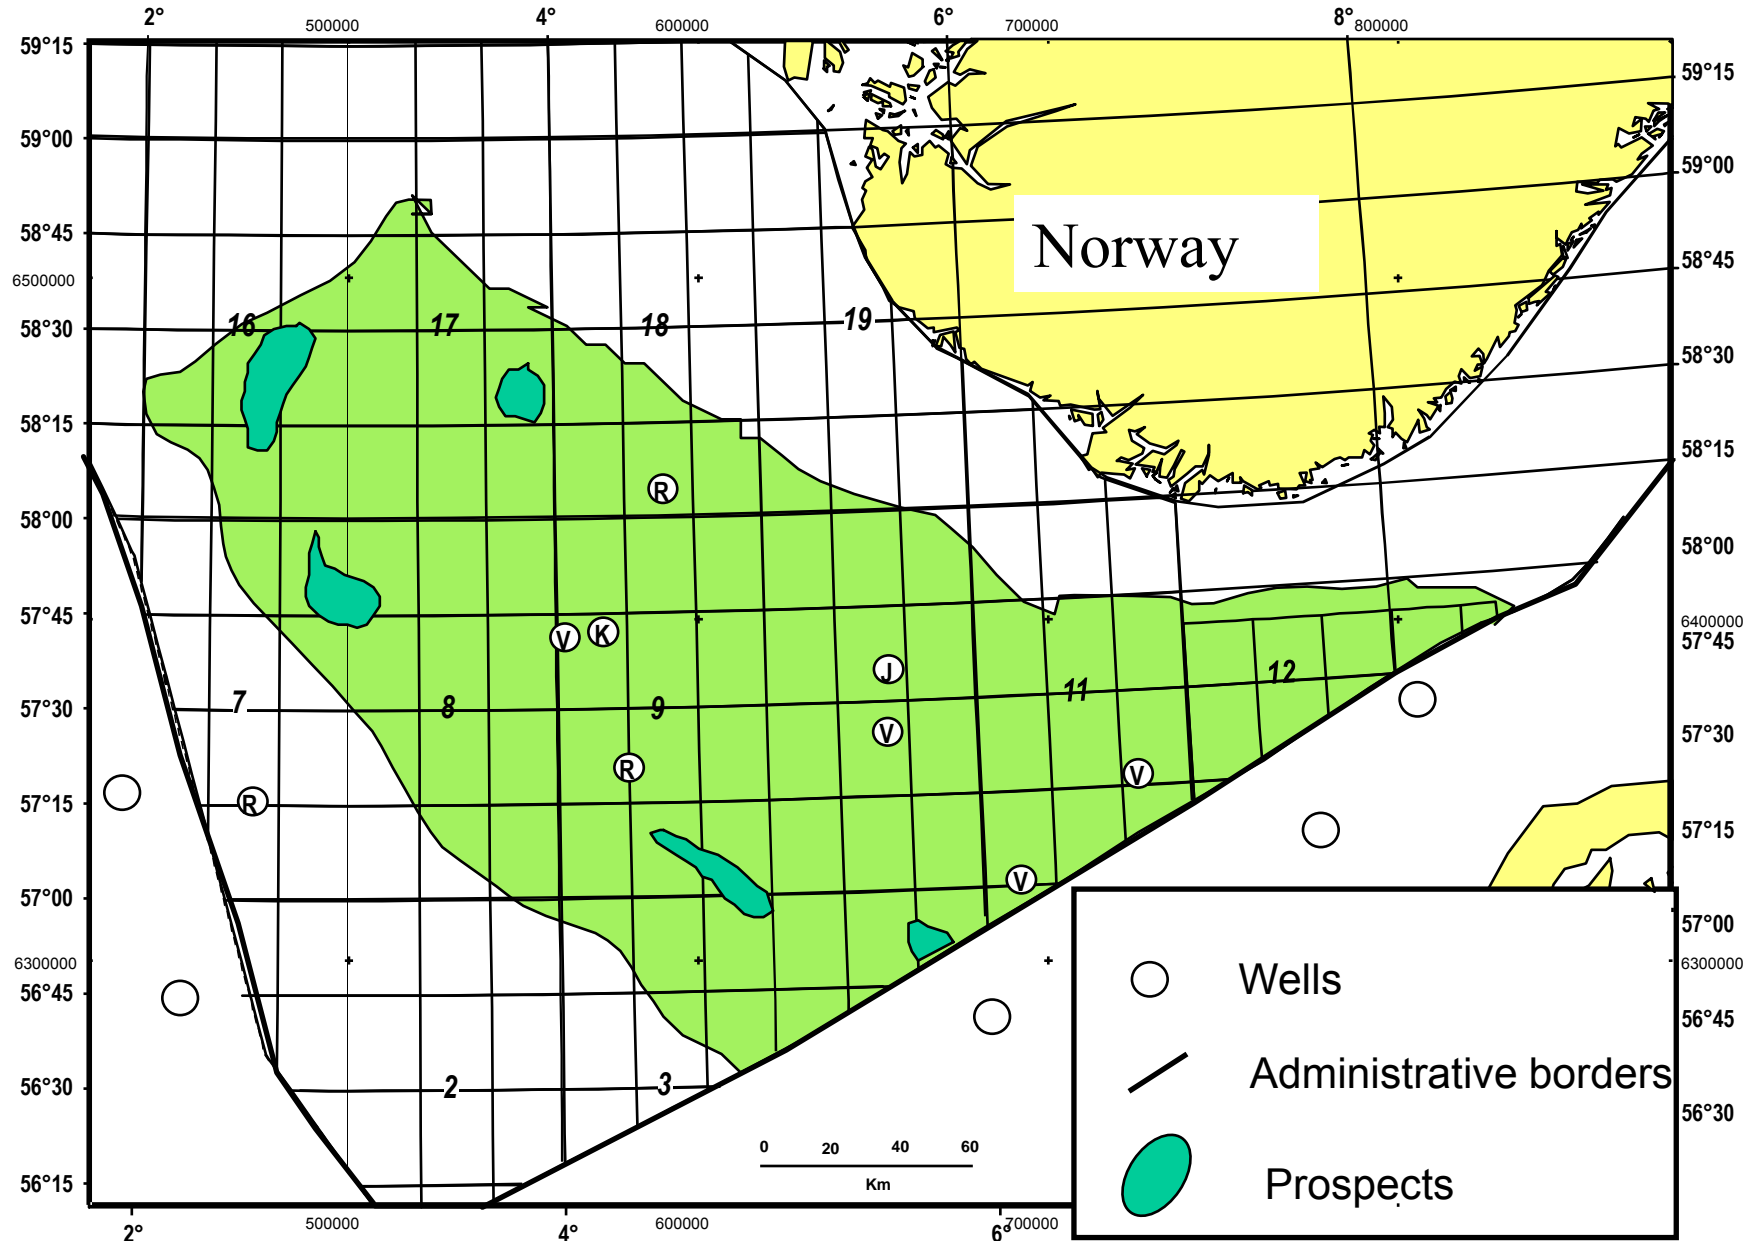 2° 500000 4° 600000 6° 700000 8° 800000
59°15 59°15
59°00 59°00
58°45 Norway 58°45
6500000
58°30 16 17 18 19 58°30
58°15 58°15
R
58°00 58°00
57°45 6400000
V K 57°45
J
12
11
57°30 7 8 9 57°30
V
R V
57°15 R 57°15
V
57°00 57°00
6300000 6300000
56°45 Wells 56°45
56°30 2 3 Administrative borders 56°30
0 20 40 60
Km
56°15 Prospects
2° 500000 4° 600000 6° 700000